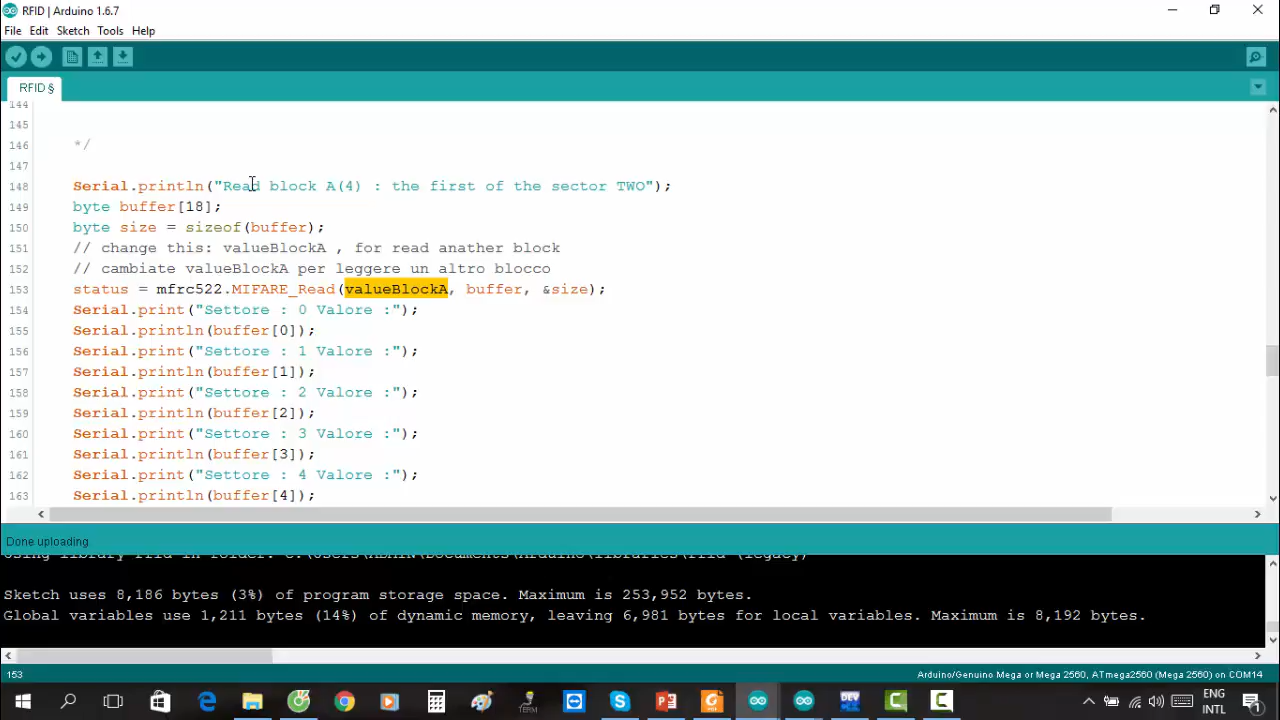 RFID | Arduino 1.6.7
File Edit Sketch Tools Help
RFID §
144
145
146 */
147
148 Serial.println("Read block A(4) : the first of the sector TWO");
149 byte buffer[18];
150 byte size = sizeof(buffer);
151 // change this: valueBlockA , for read anather block
152 // cambiate valueBlockA per leggere un altro blocco
153 status = mfrc522.MIFARE_Read(valueBlockA, buffer, &size);
154 Serial.print("Settore : 0 Valore :");
155 Serial.println(buffer[0]);
156 Serial.print("Settore : 1 Valore :");
157 Serial.println(buffer[1]);
158 Serial.print("Settore : 2 Valore :");
159 Serial.println(buffer[2]);
160 Serial.print("Settore : 3 Valore :");
161 Serial.println(buffer[3]);
162 Serial.print("Settore : 4 Valore :");
163 Serial.println(buffer[4]);
Done uploading.
Using library rfid in folder: C:\Users\ADMIN\Documents\Arduino\libraries\rfid (legacy)
Sketch uses 8,186 bytes (3%) of program storage space. Maximum is 253,952 bytes.
Global variables use 1,211 bytes (14%) of dynamic memory, leaving 6,981 bytes for local variables. Maximum is 8,192 bytes.
153 Arduino/Genuino Mega or Mega 2560, ATmega2560 (Mega 2560) on COM14
TERM
DEV
ENG
INTL